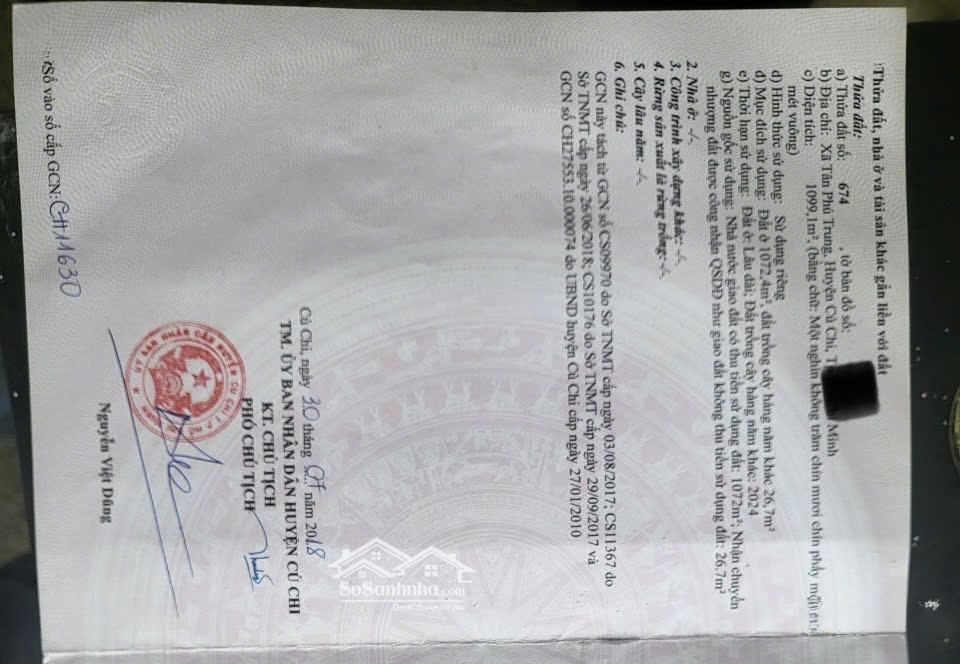 Thửa đất, nhà ở và tài sản khác gắn liền với đất
Thửa đất:
a) Thửa đất số: 674 , tờ bản đồ số:
b) Địa chỉ: Xã Tân Phú Trung, Huyện Củ Chi, Minh
c) Diện tích: 1099,1m², (bằng chữ: Một nghìn không trăm chín mươi chín phẩy một
mét vuông)
d) Hình thức sử dụng: Sử dụng riêng
đ) Mục đích sử dụng: Đất ở 1072,4m², đất trồng cây hàng năm khác 26,7m²
e) Thời hạn sử dụng: Đất ở: Lâu dài; Đất trồng cây hàng năm khác: 2024
g) Nguồn gốc sử dụng: Nhà nước giao đất có thu tiền sử dụng đất: 1072m²; Nhận chuyển
nhượng đất được công nhận QSDĐ như giao đất không thu tiền sử dụng đất: 26,7m²
2. Nhà ở: -/-
3. Công trình xây dựng khác: -/-
4. Rừng sản xuất là rừng trồng: -/-
5. Cây lâu năm: -/-
6. Ghi chú:
GCN này tách từ GCN số CS09970 do Sở TNMT cấp ngày 03/08/2017; CS11367 do
Sở TNMT cấp ngày 26/06/2018; CS10176 do Sở TNMT cấp ngày 29/09/2017 và
GCN số CH27553.10.000074 do UBND huyện Củ Chi cấp ngày 27/01/2010
Củ Chi, ngày 30 tháng 07 năm 2018
TM. ỦY BAN NHÂN DÂN HUYỆN CỦ CHI
KT. CHỦ TỊCH
PHÓ CHỦ TỊCH
ỦY BAN NHÂN DÂN HUYỆN CỦ CHI
Nguyễn Việt Dũng
Số vào sổ cấp GCN: CH11630
SoSanhnha.com